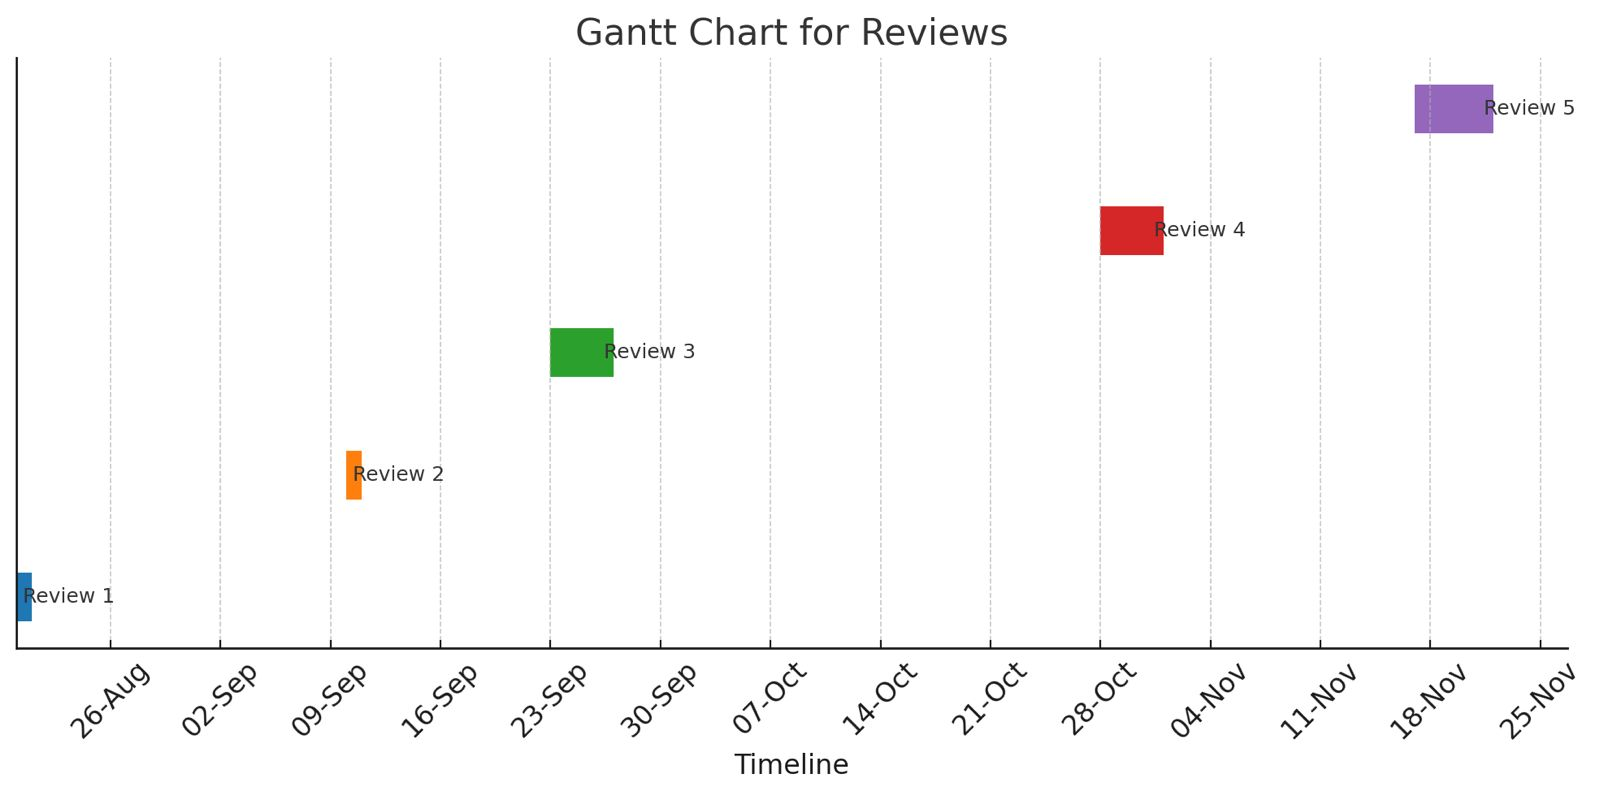 Gantt Chart for Reviews
Review 5
Review 4
Review 3
Review 2
Review 1
26-Aug
02-Sep
09-Sep
16-Sep
23-Sep
30-Sep
07-Oct
14-Oct
21-Oct
28-Oct
04-Nov
11-Nov
18-Nov
25-Nov
Timeline